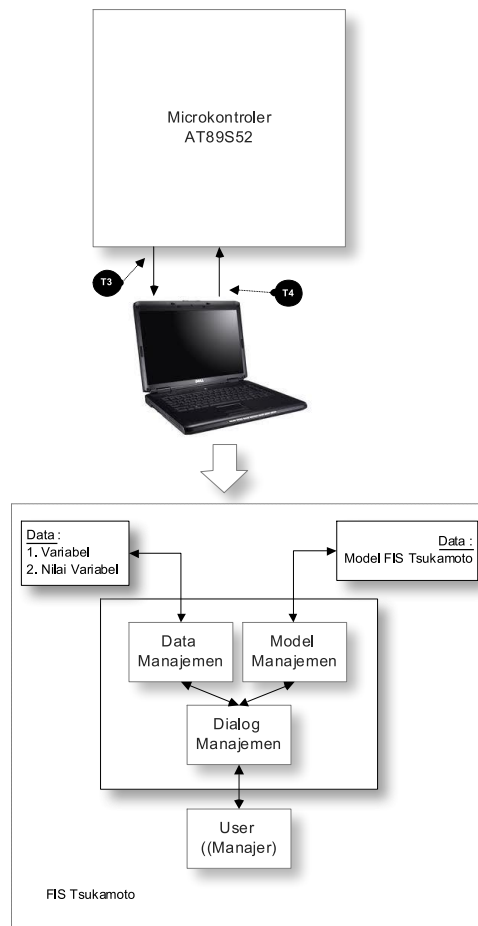 Microkontroler
AT89S52
T3
T4
DELL
Data :
1. Variabel
2. Nilai Variabel
Data :
Model FIS Tsukamoto
Data
Manajemen
Model
Manajemen
Dialog
Manajemen
User
((Manajer)
FIS Tsukamoto